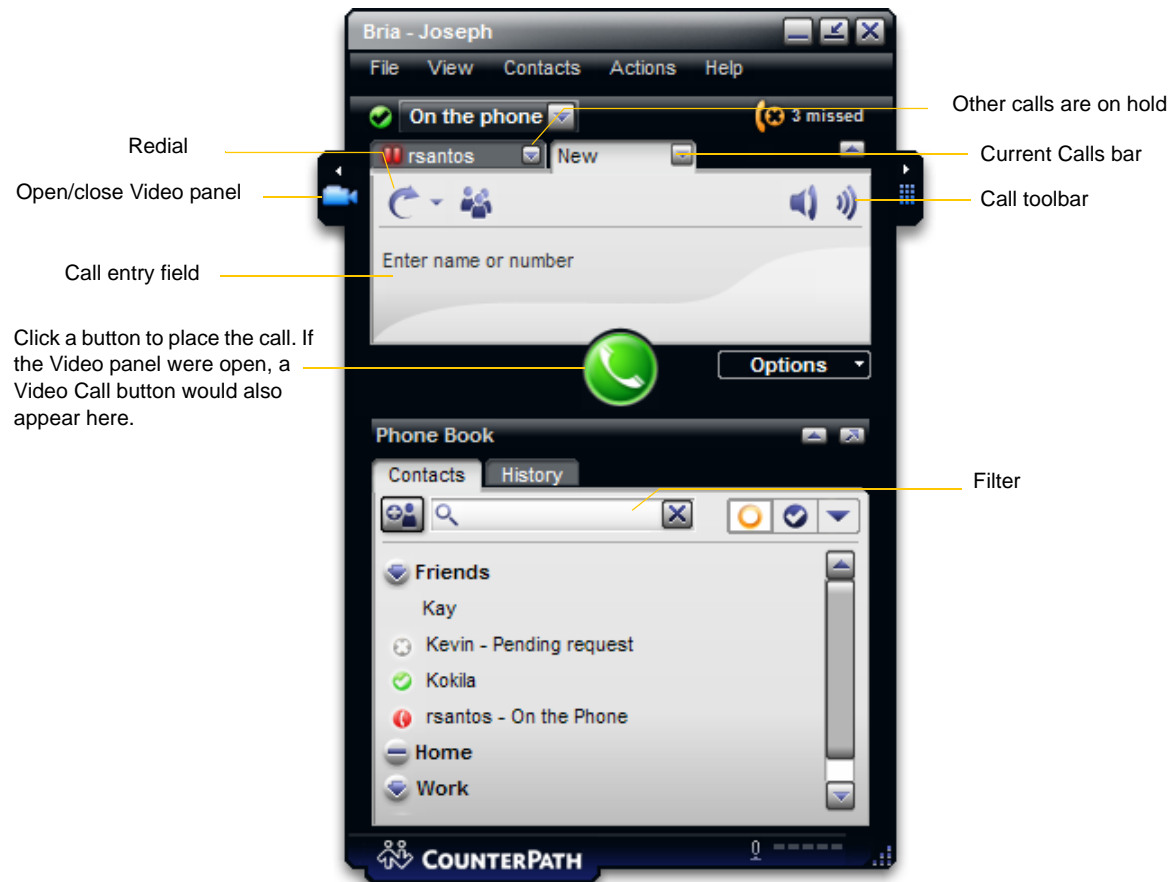 Bria - Joseph
File View Contacts Actions Help
On the phone
3 missed
Other calls are on hold
Redial
rsantos
New
Current Calls bar
Open/close Video panel
Call toolbar
Enter name or number
Call entry field
Click a button to place the call. If
the Video panel were open, a
Video Call button would also
appear here.
Options
Phone Book
Contacts
History
Filter
Friends
Kay
Kevin - Pending request
Kokila
rsantos - On the Phone
Home
Work
COUNTERPATH